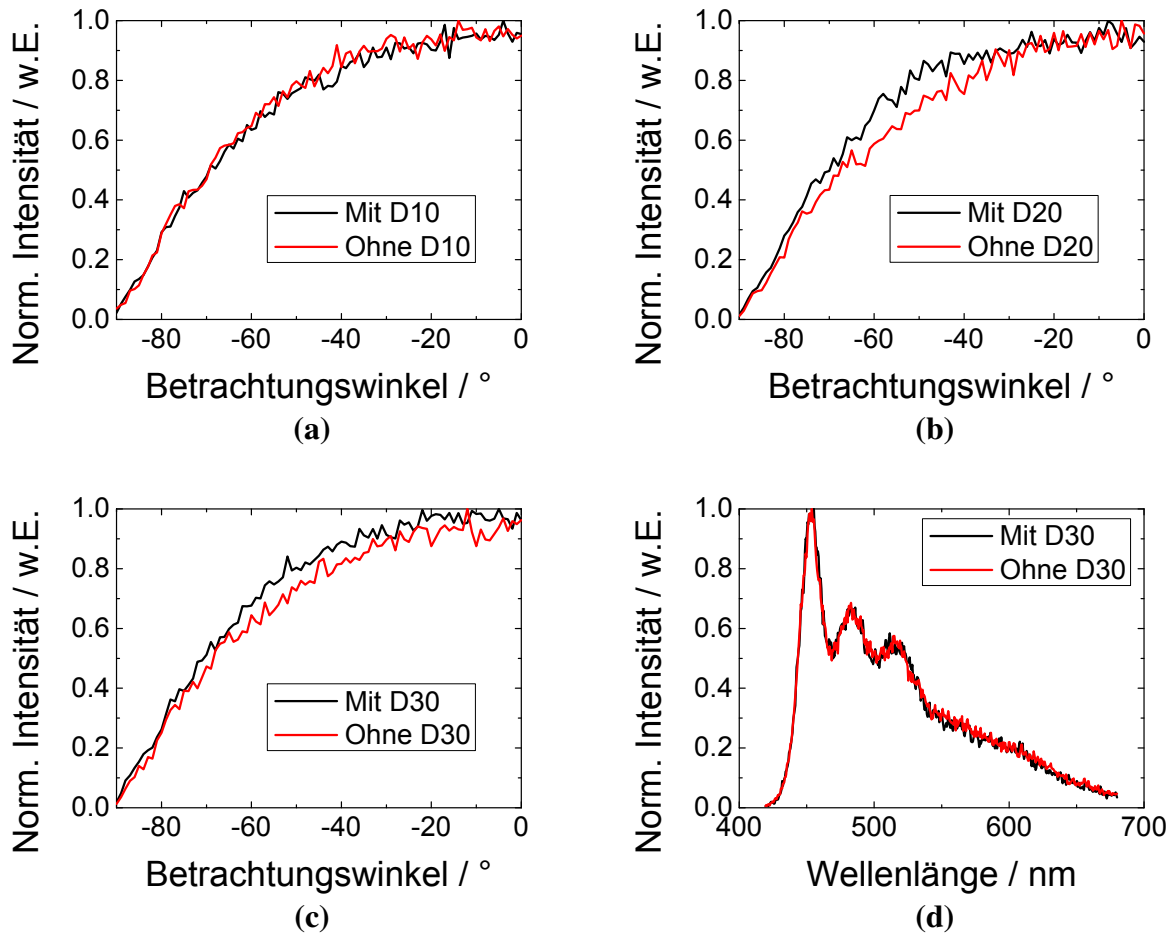 Norm. Intensität / w.E.
1.0
0.8
0.6
0.4
0.2
0.0
Mit D10
Ohne D10
-80 -60 -40 -20 0
Betrachtungswinkel / °
(a)
Norm. Intensität / w.E.
1.0
0.8
0.6
0.4
0.2
0.0
Mit D20
Ohne D20
-80 -60 -40 -20 0
Betrachtungswinkel / °
(b)
Norm. Intensität / w.E.
1.0
0.8
0.6
0.4
0.2
0.0
Mit D30
Ohne D30
-80 -60 -40 -20 0
Betrachtungswinkel / °
(c)
Norm. Intensität / w.E.
1.0
0.8
0.6
0.4
0.2
0.0
Mit D30
Ohne D30
400 500 600 700
Wellenlänge / nm
(d)